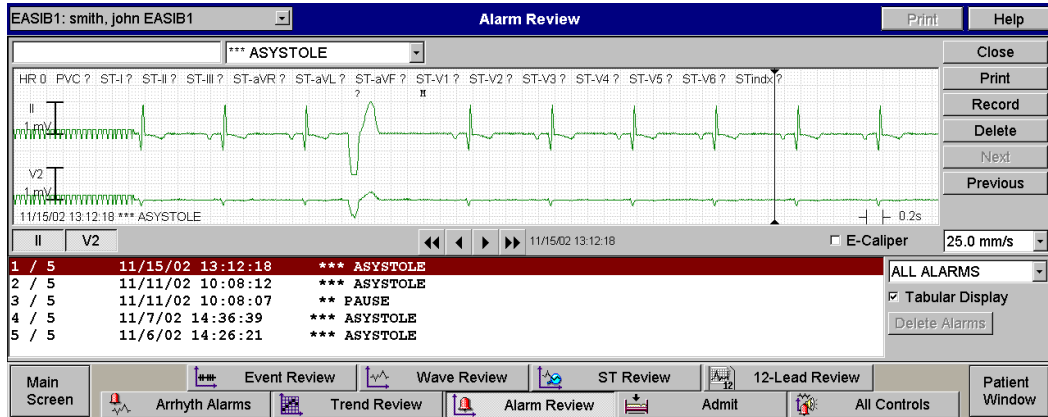 EASIB1: smith, john EASIB1 Alarm Review Print Help
*** ASYSTOLE Close
HR 0 PVC ? ST-I ? ST-II ? ST-III ? ST-aVR ? ST-aVL ? ST-aVF ? ST-V1 ? ST-V2 ? ST-V3 ? ST-V4 ? ST-V5 ? ST-V6 ? STindx ? Print
? M
II Record
1 mV Delete
Next
V2 Previous
1 mV
11/15/02 13:12:18 *** ASYSTOLE 0.2s
II V2 11/15/02 13:12:18 E-Caliper 25.0 mm/s
1 / 5 11/15/02 13:12:18 *** ASYSTOLE ALL ALARMS
2 / 5 11/11/02 10:08:12 *** ASYSTOLE
3 / 5 11/11/02 10:08:07 ** PAUSE Tabular Display
4 / 5 11/7/02 14:36:39 *** ASYSTOLE Delete Alarms
5 / 5 11/6/02 14:26:21 *** ASYSTOLE
Main Screen Event Review Wave Review ST Review 12 12-Lead Review Patient Window
Arrhyth Alarms Trend Review Alarm Review Admit All Controls